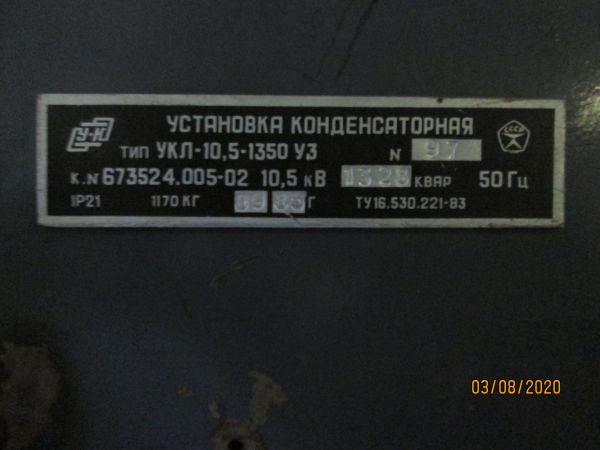 У-К
УСТАНОВКА КОНДЕНСАТОРНАЯ
СССР
ТИП УКЛ-10,5-1350 У3 N 97
К.N 673524.005-02 10,5 кВ 1328 КВАР 50 Гц
IP21 1170 КГ Г ТУ16.530.221-83
03/08/2020